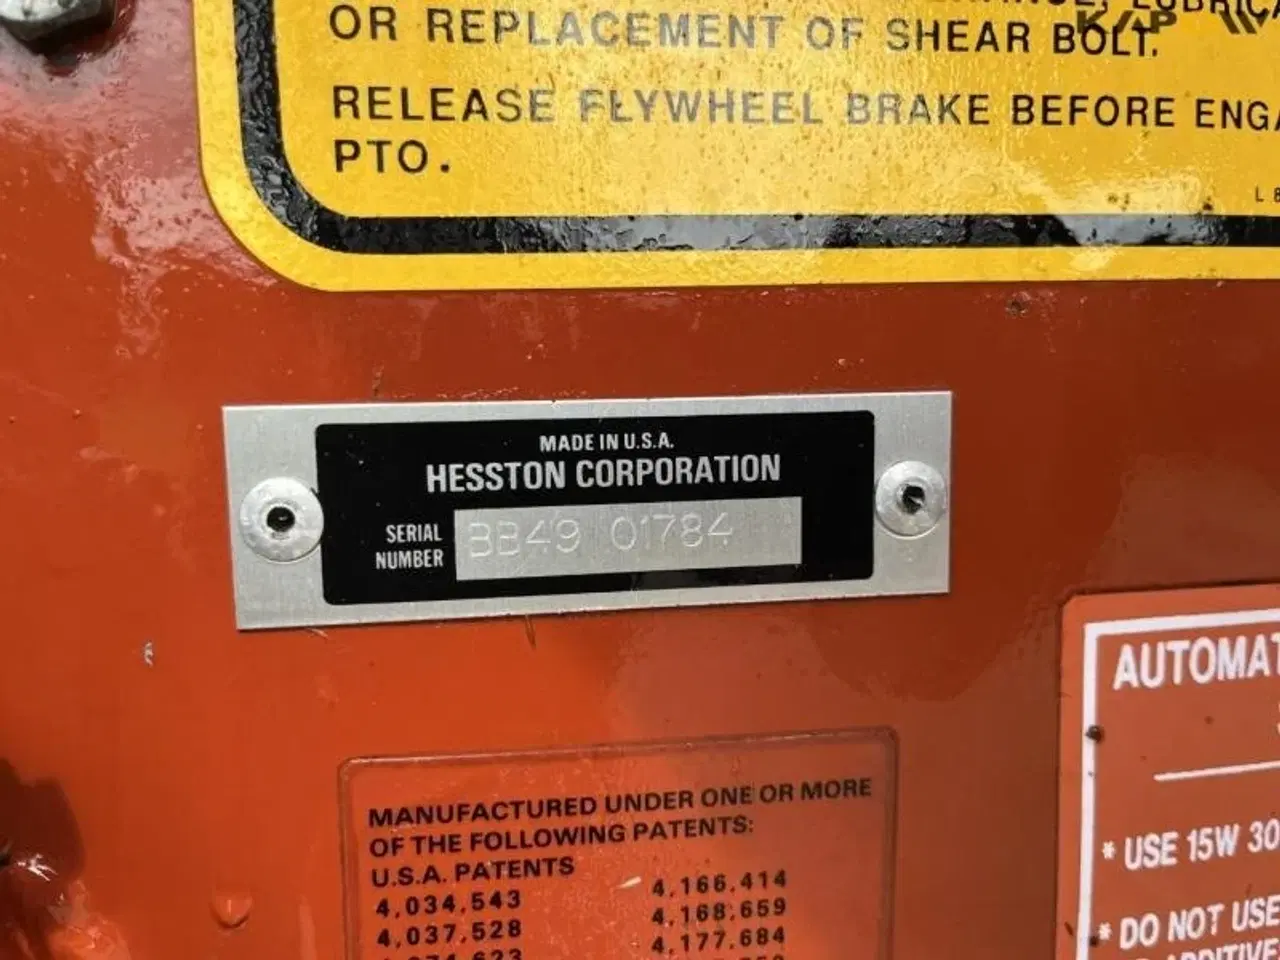 OR REPLACEMENT OF SHEAR BOLT.
RELEASE FLYWHEEL BRAKE BEFORE
PTO.
MADE IN U.S.A.
HESSTON CORPORATION
SERIAL
NUMBER
BB49 01784
MANUFACTURED UNDER ONE OR MORE
OF THE FOLLOWING PATENTS:
U.S.A. PATENTS
4,034,543 4,166,414
4,037,528 4,168,659
4,177,684
* USE 15W 30
* DO NOT USE